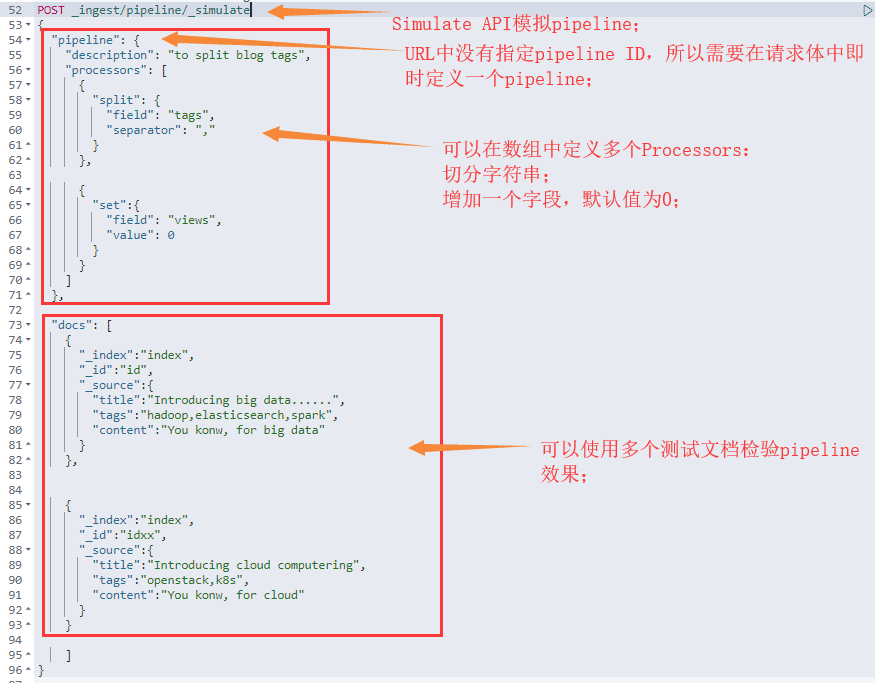 52 POST _ingest/pipeline/_simulate
Simulate API模拟pipeline;
53 {
54 "pipeline": {
URL中没有指定pipeline ID，所以需要在请求体中即
时定义一个pipeline;
55 "description": "to split blog tags",
56 "processors": [
57 {
58 "split": {
59 "field": "tags",
60 "separator": ","
61 }
62 },
可以在数组中定义多个Processors:
切分字符串;
增加一个字段，默认值为0;
63
64 {
65 "set":{
66 "field": "views",
67 "value": 0
68 }
69 }
70 ]
71 },
72
73 "docs": [
74 {
75 "_index":"index",
76 "_id":"id",
77 "_source":{
78 "title":"Introducing big data......",
79 "tags":"hadoop,elasticsearch,spark",
80 "content":"You konw, for big data"
81 }
82 },
可以使用多个测试文档检验pipeline
效果;
83
84
85 {
86 "_index":"index",
87 "_id":"idxx",
88 "_source":{
89 "title":"Introducing cloud computering",
90 "tags":"openstack,k8s",
91 "content":"You konw, for cloud"
92 }
93 }
94
95 ]
96 }